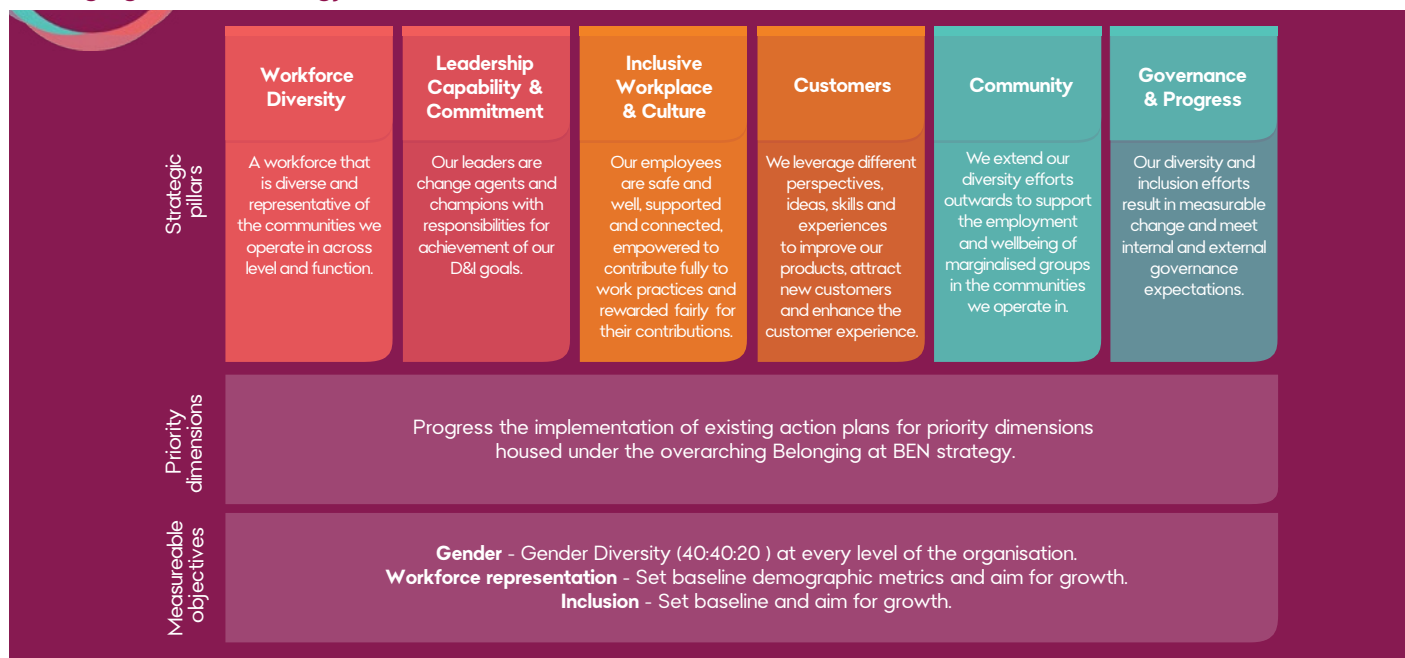 Workforce
Diversity
A workforce that
is diverse and
representative of
the communities we
operate in across
level and function.
Leadership
Capability &
Commitment
Our leaders are
change agents and
champions with
responsibilities for
achievement of our
D&I goals.
Inclusive
Workplace
& Culture
Our employees
are safe and
well, supported
and connected,
empowered to
contribute fully to
work practices and
rewarded fairly for
their contributions.
Customers
We leverage different
perspectives,
ideas, skills and
experiences
to improve our
products, attract
new customers
and enhance the
customer experience.
Community
We extend our
diversity efforts
outwards to support
the employment
and wellbeing of
marginalised groups
in the communities
we operate in.
Governance
& Progress
Our diversity and
inclusion efforts
result in measurable
change and meet
internal and external
governance
expectations.
Strategic
pillars
Priority
dimensions
Progress the implementation of existing action plans for priority dimensions
housed under the overarching Belonging at BEN strategy.
Measureable
objectives
Gender - Gender Diversity (40:40:20 ) at every level of the organisation.
Workforce representation - Set baseline demographic metrics and aim for growth.
Inclusion - Set baseline and aim for growth.